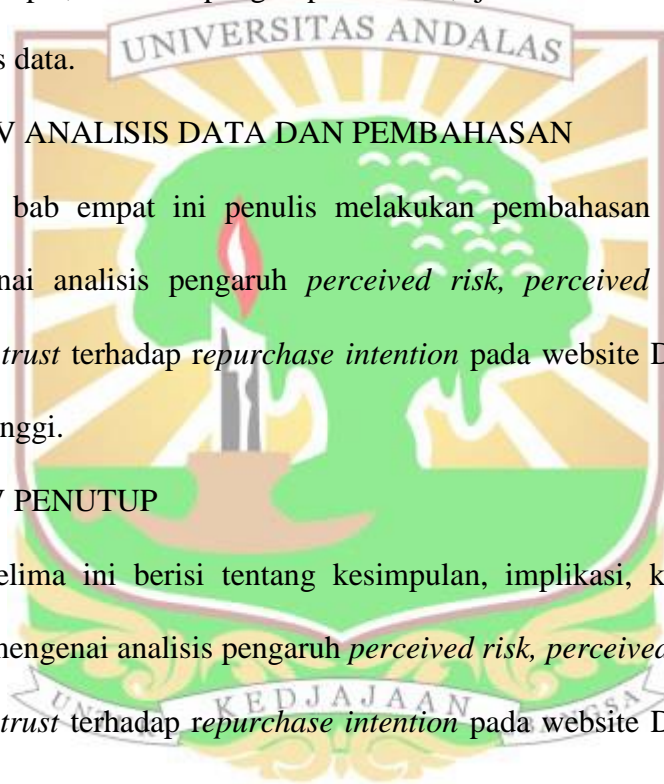 UNIVERSITAS ANDALAS
s data.
V ANALISIS DATA DAN PEMBAHASAN
bab empat ini penulis melakukan pembahasan
nai analisis pengaruh perceived risk, perceived
trust terhadap repurchase intention pada website D
nggi.
PENUTUP
elima ini berisi tentang kesimpulan, implikasi, k
mengenai analisis pengaruh perceived risk, perceived
UNTUK KEDJAJAAN BANGSA
trust terhadap repurchase intention pada website D